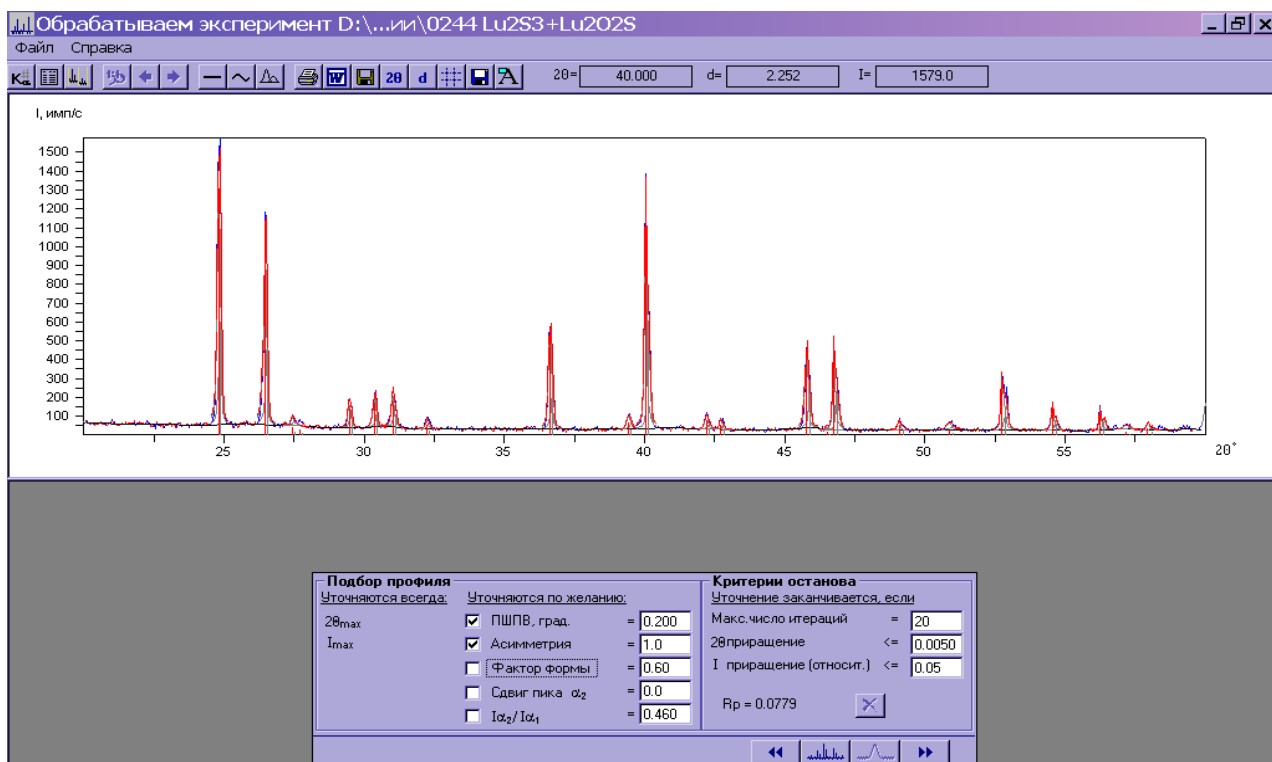 Обрабатываем эксперимент D:\...ии\0244 Lu2S3+Lu2O2S
Файл Справка
Kα 2θ d 2θ= 40.000 d= 2.252 I= 1579.0
I, имп/с
1500
1400
1300
1200
1100
1000
900
800
700
600
500
400
300
200
100
25 30 35 40 45 50 55 2θ°
Подбор профиля
Уточняются всегда: Уточняются по желанию:
2θmax ПШПВ, град. = 0.200
Imax Асимметрия = 1.0
Фактор формы = 0.60
Сдвиг пика α2 = 0.0
Iα2/Iα1 = 0.460
Критерии останова
Уточнение заканчивается, если
Макс.число итераций = 20
2θприращение <= 0.0050
I приращение (относит.) <= 0.05
Rp = 0.0779